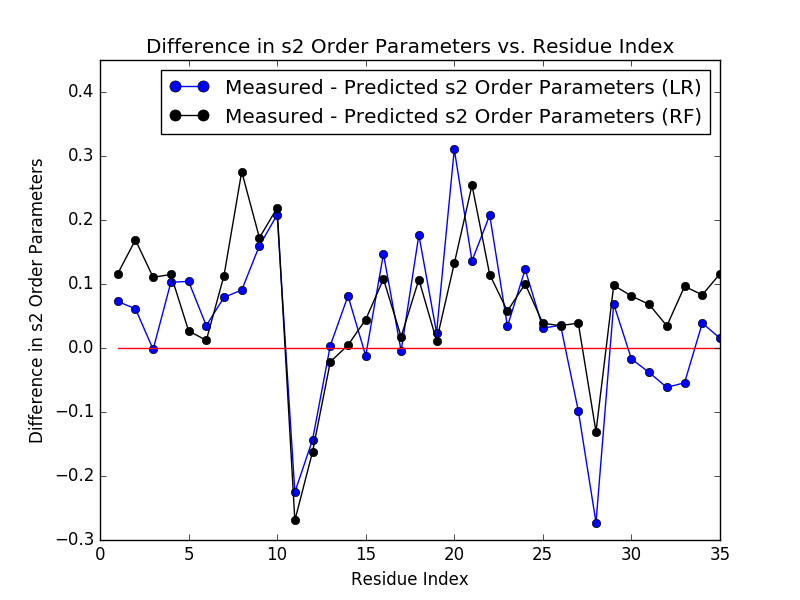 Difference in s2 Order Parameters vs. Residue Index
Measured - Predicted s2 Order Parameters (LR)
Measured - Predicted s2 Order Parameters (RF)
Difference in s2 Order Parameters
0.4
0.3
0.2
0.1
0.0
−0.1
−0.2
−0.3
0 5 10 15 20 25 30 35
Residue Index